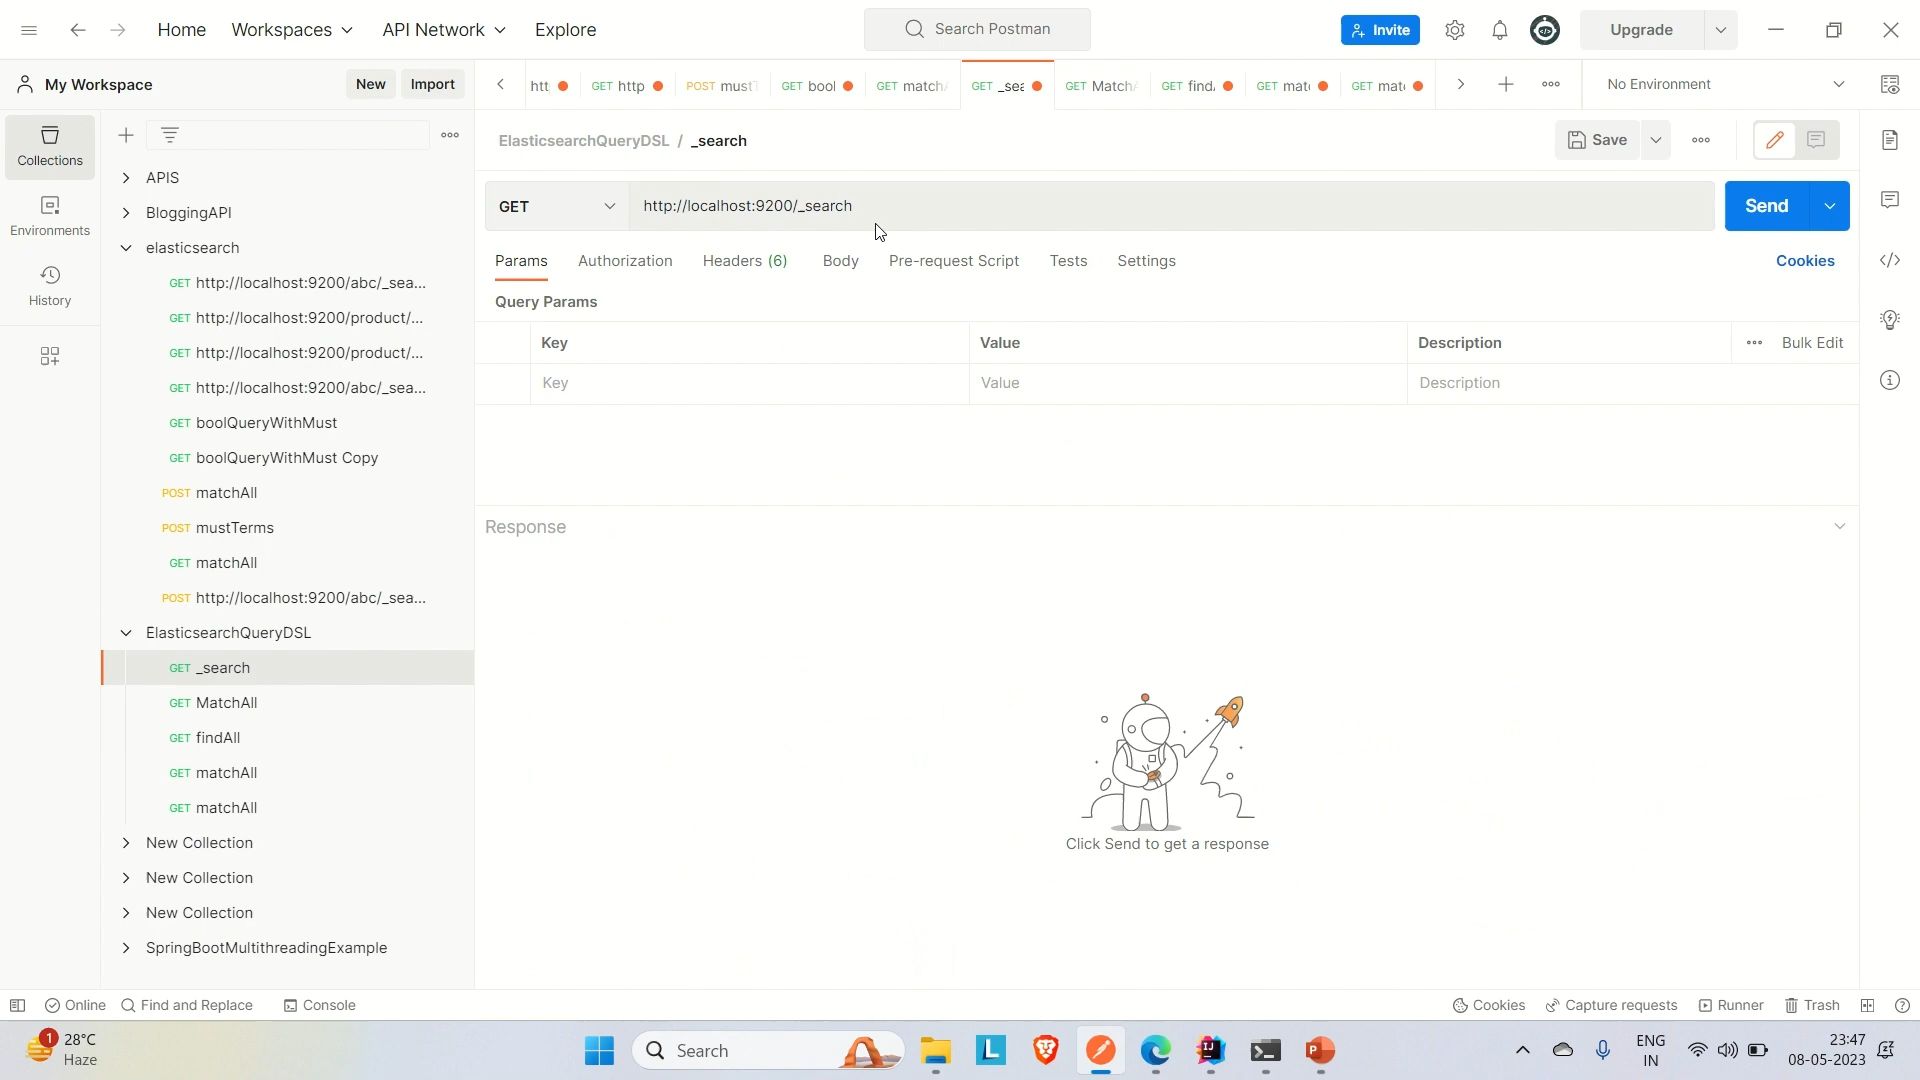 Home
Workspaces
API Network
Explore
Search Postman
Invite
Upgrade
My Workspace
New
Import
htt
GET http
POST must
GET bool
GET match
GET _sea
GET Match
GET find
GET mat
GET mat
No Environment
Collections
Environments
History
APIS
BloggingAPI
elasticsearch
GET http://localhost:9200/abc/_sea...
GET http://localhost:9200/product/...
GET http://localhost:9200/product/...
GET http://localhost:9200/abc/_sea...
GET boolQueryWithMust
GET boolQueryWithMust Copy
POST matchAll
POST mustTerms
GET matchAll
POST http://localhost:9200/abc/_sea...
ElasticsearchQueryDSL
GET _search
GET MatchAll
GET findAll
GET matchAll
GET matchAll
New Collection
New Collection
New Collection
SpringBootMultithreadingExample
ElasticsearchQueryDSL / _search
Save
GET
http://localhost:9200/_search
Send
Params
Authorization
Headers (6)
Body
Pre-request Script
Tests
Settings
Cookies
Query Params
Key
Value
Description
Bulk Edit
Key
Value
Description
Response
Click Send to get a response
Online
Find and Replace
Console
Cookies
Capture requests
Runner
Trash
1
28°C
Haze
Search
L
IJ
P
ENG
IN
23:47
08-05-2023